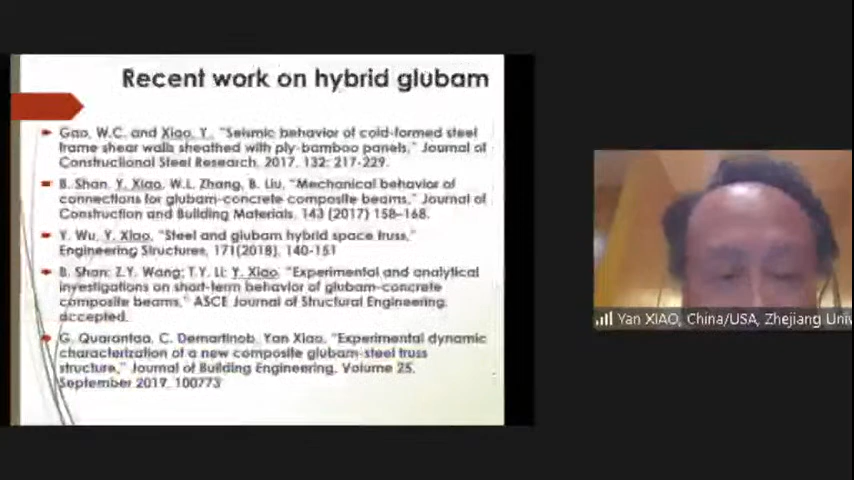 Recent work on hybrid glubam
Gao, W.C. and Xiao, Y., "Seismic behavior of cold-formed steel
frame shear walls sheathed with ply-bamboo panels," Journal of
Constructional Steel Research, 2017, 132: 217-229.
B. Shan, Y. Xiao, W.L. Zhang, B. Liu, "Mechanical behavior of
connections for glubam-concrete composite beams," Journal of
Construction and Building Materials, 143 (2017) 158–168.
Y. Wu, Y. Xiao, "Steel and glubam hybrid space truss,"
Engineering Structures, 171(2018), 140-151
B. Shan; Z.Y. Wang; T.Y. Li; Y. Xiao, "Experimental and analytical
investigations on short-term behavior of glubam-concrete
composite beams," ASCE Journal of Structural Engineering,
accepted.
G. Quarantaa, C. Demartinob, Yan Xiao, "Experimental dynamic
characterization of a new composite glubam-steel truss
structure," Journal of Building Engineering, Volume 25,
September 2019, 100773
Yan XIAO, China/USA, Zhejiang Univ